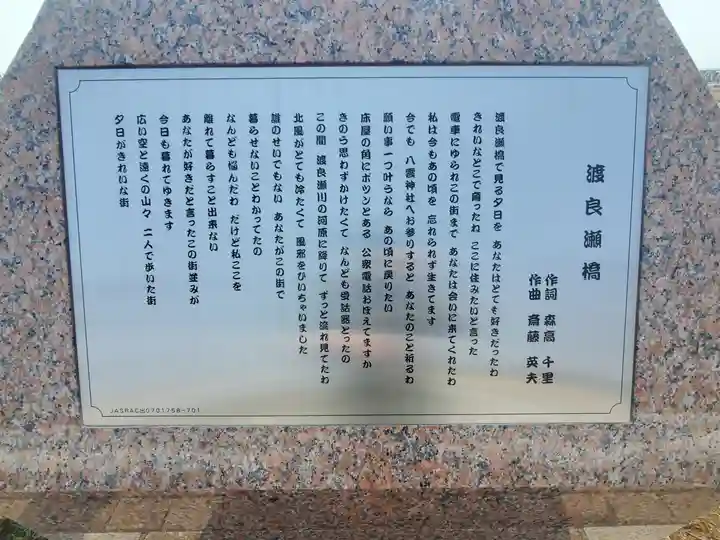 渡良瀬橋
作詞 森高 千里
作曲 斎藤 英夫
渡良瀬橋で見る夕日を あなたはとても好きだったわ
きれいなとこで育ったね ここに住みたいと言った
電車にゆられこの街まで あなたは会いに来てくれたわ
私は今もあの頃を 忘れられず生きてます
今でも 八雲神社へお参りすると あなたのこと祈るわ
願い事一つ叶うなら あの頃に戻りたい
床屋の角にポツンとある 公衆電話おぼえてますか
きのう思わずかけたくて なんども受話器とったの
この間 渡良瀬川の河原に降りて ずっと流れ見てたわ
北風がとても冷たくて 風邪をひいちゃいました
誰のせいでもない あなたがこの街で
暮らせないことわかってたの
なんども悩んだわ だけど私ここを
離れて暮らすこと出来ない
あなたが好きだと言ったこの街並みが
今日も暮れてゆきます
広い空と遠くの山々 二人で歩いた街
夕日がきれいな街
JASRAC出0701758-701